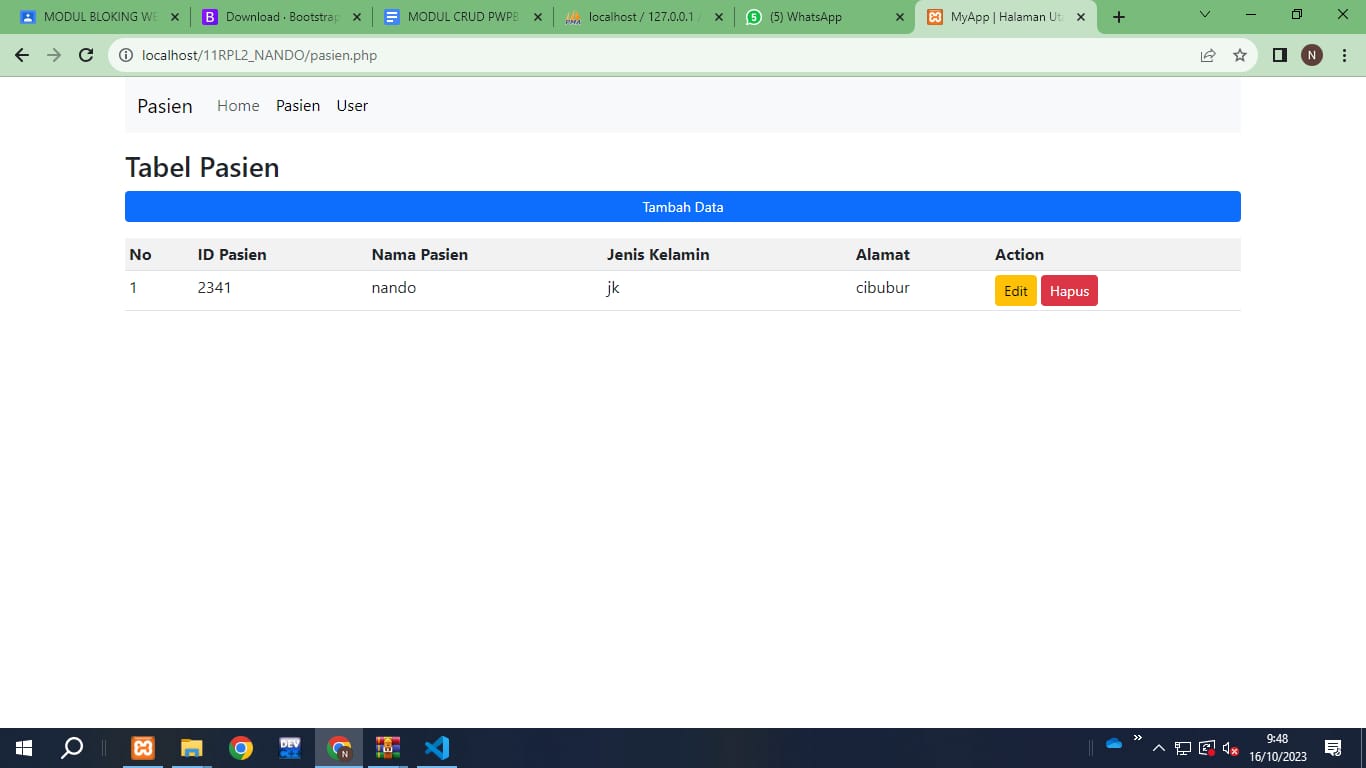 MODUL BLOKING WE
Download · Bootstrap
MODUL CRUD PWPB
localhost / 127.0.0.1 /
(5) WhatsApp
MyApp | Halaman Ut
localhost/11RPL2_NANDO/pasien.php
N
Pasien Home Pasien User
Tabel Pasien
Tambah Data
No ID Pasien Nama Pasien Jenis Kelamin Alamat Action
1 2341 nando jk cibubur Edit Hapus
DEV
N
9:48
16/10/2023